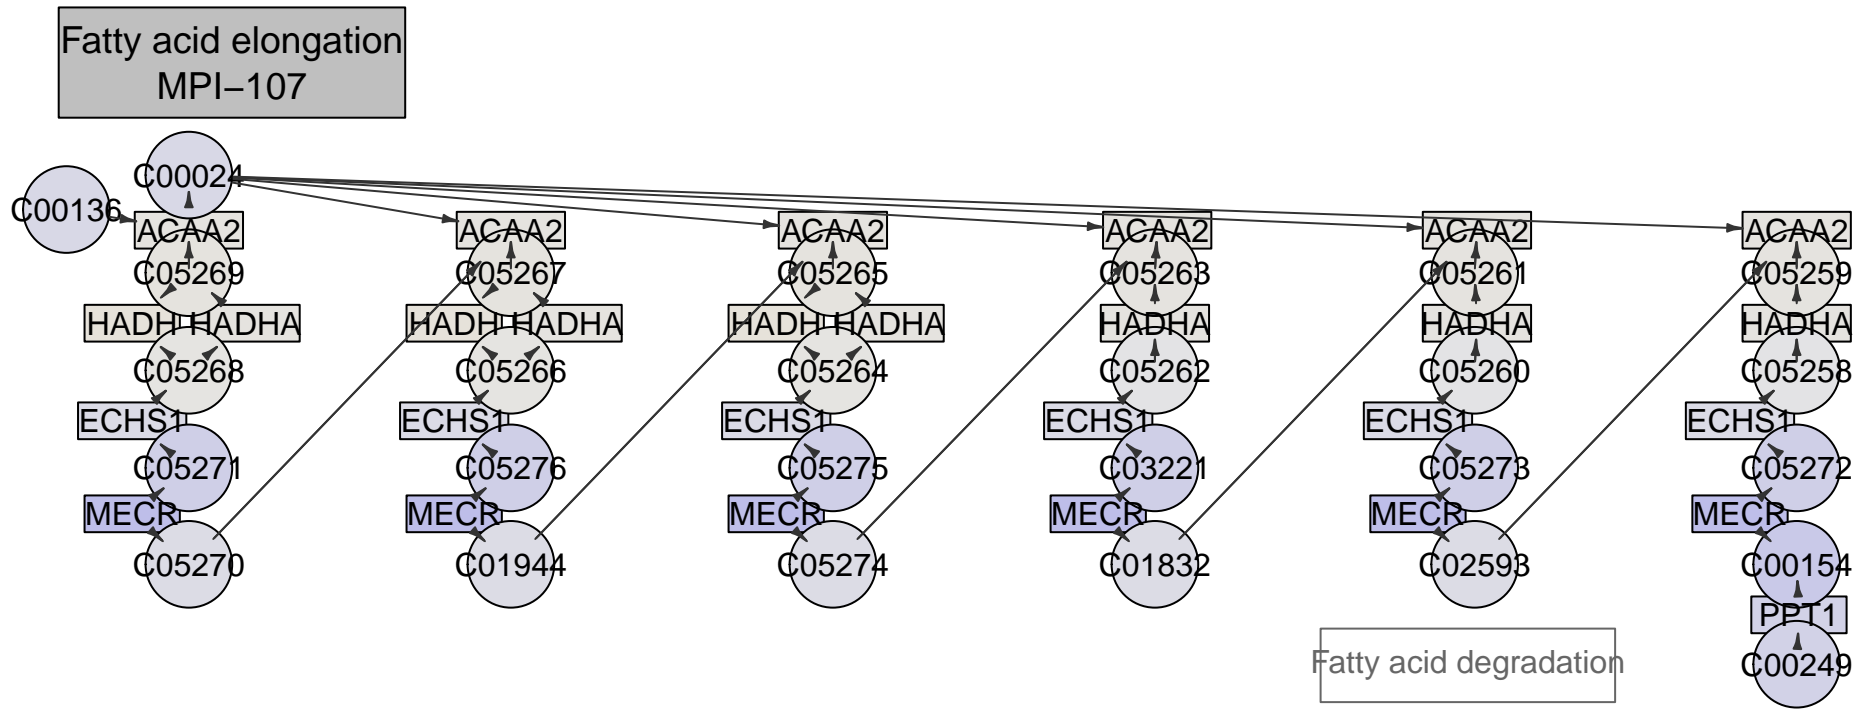 Fatty acid elongation
MPI−107
C00024
C00136
ACAA2 ACAA2 ACAA2 ACAA2 ACAA2 ACAA2
C05269 C05267 C05265 C05263 C05261 C05259
HADH HADHA HADH HADHA HADH HADHA HADHA HADHA HADHA
C05268 C05266 C05264 C05262 C05260 C05258
ECHS1 ECHS1 ECHS1 ECHS1 ECHS1 ECHS1
C05271 C05276 C05275 C03221 C05273 C05272
MECR MECR MECR MECR MECR MECR
C05270 C01944 C05274 C01832 C02593 C00154
PPT1
Fatty acid degradation C00249